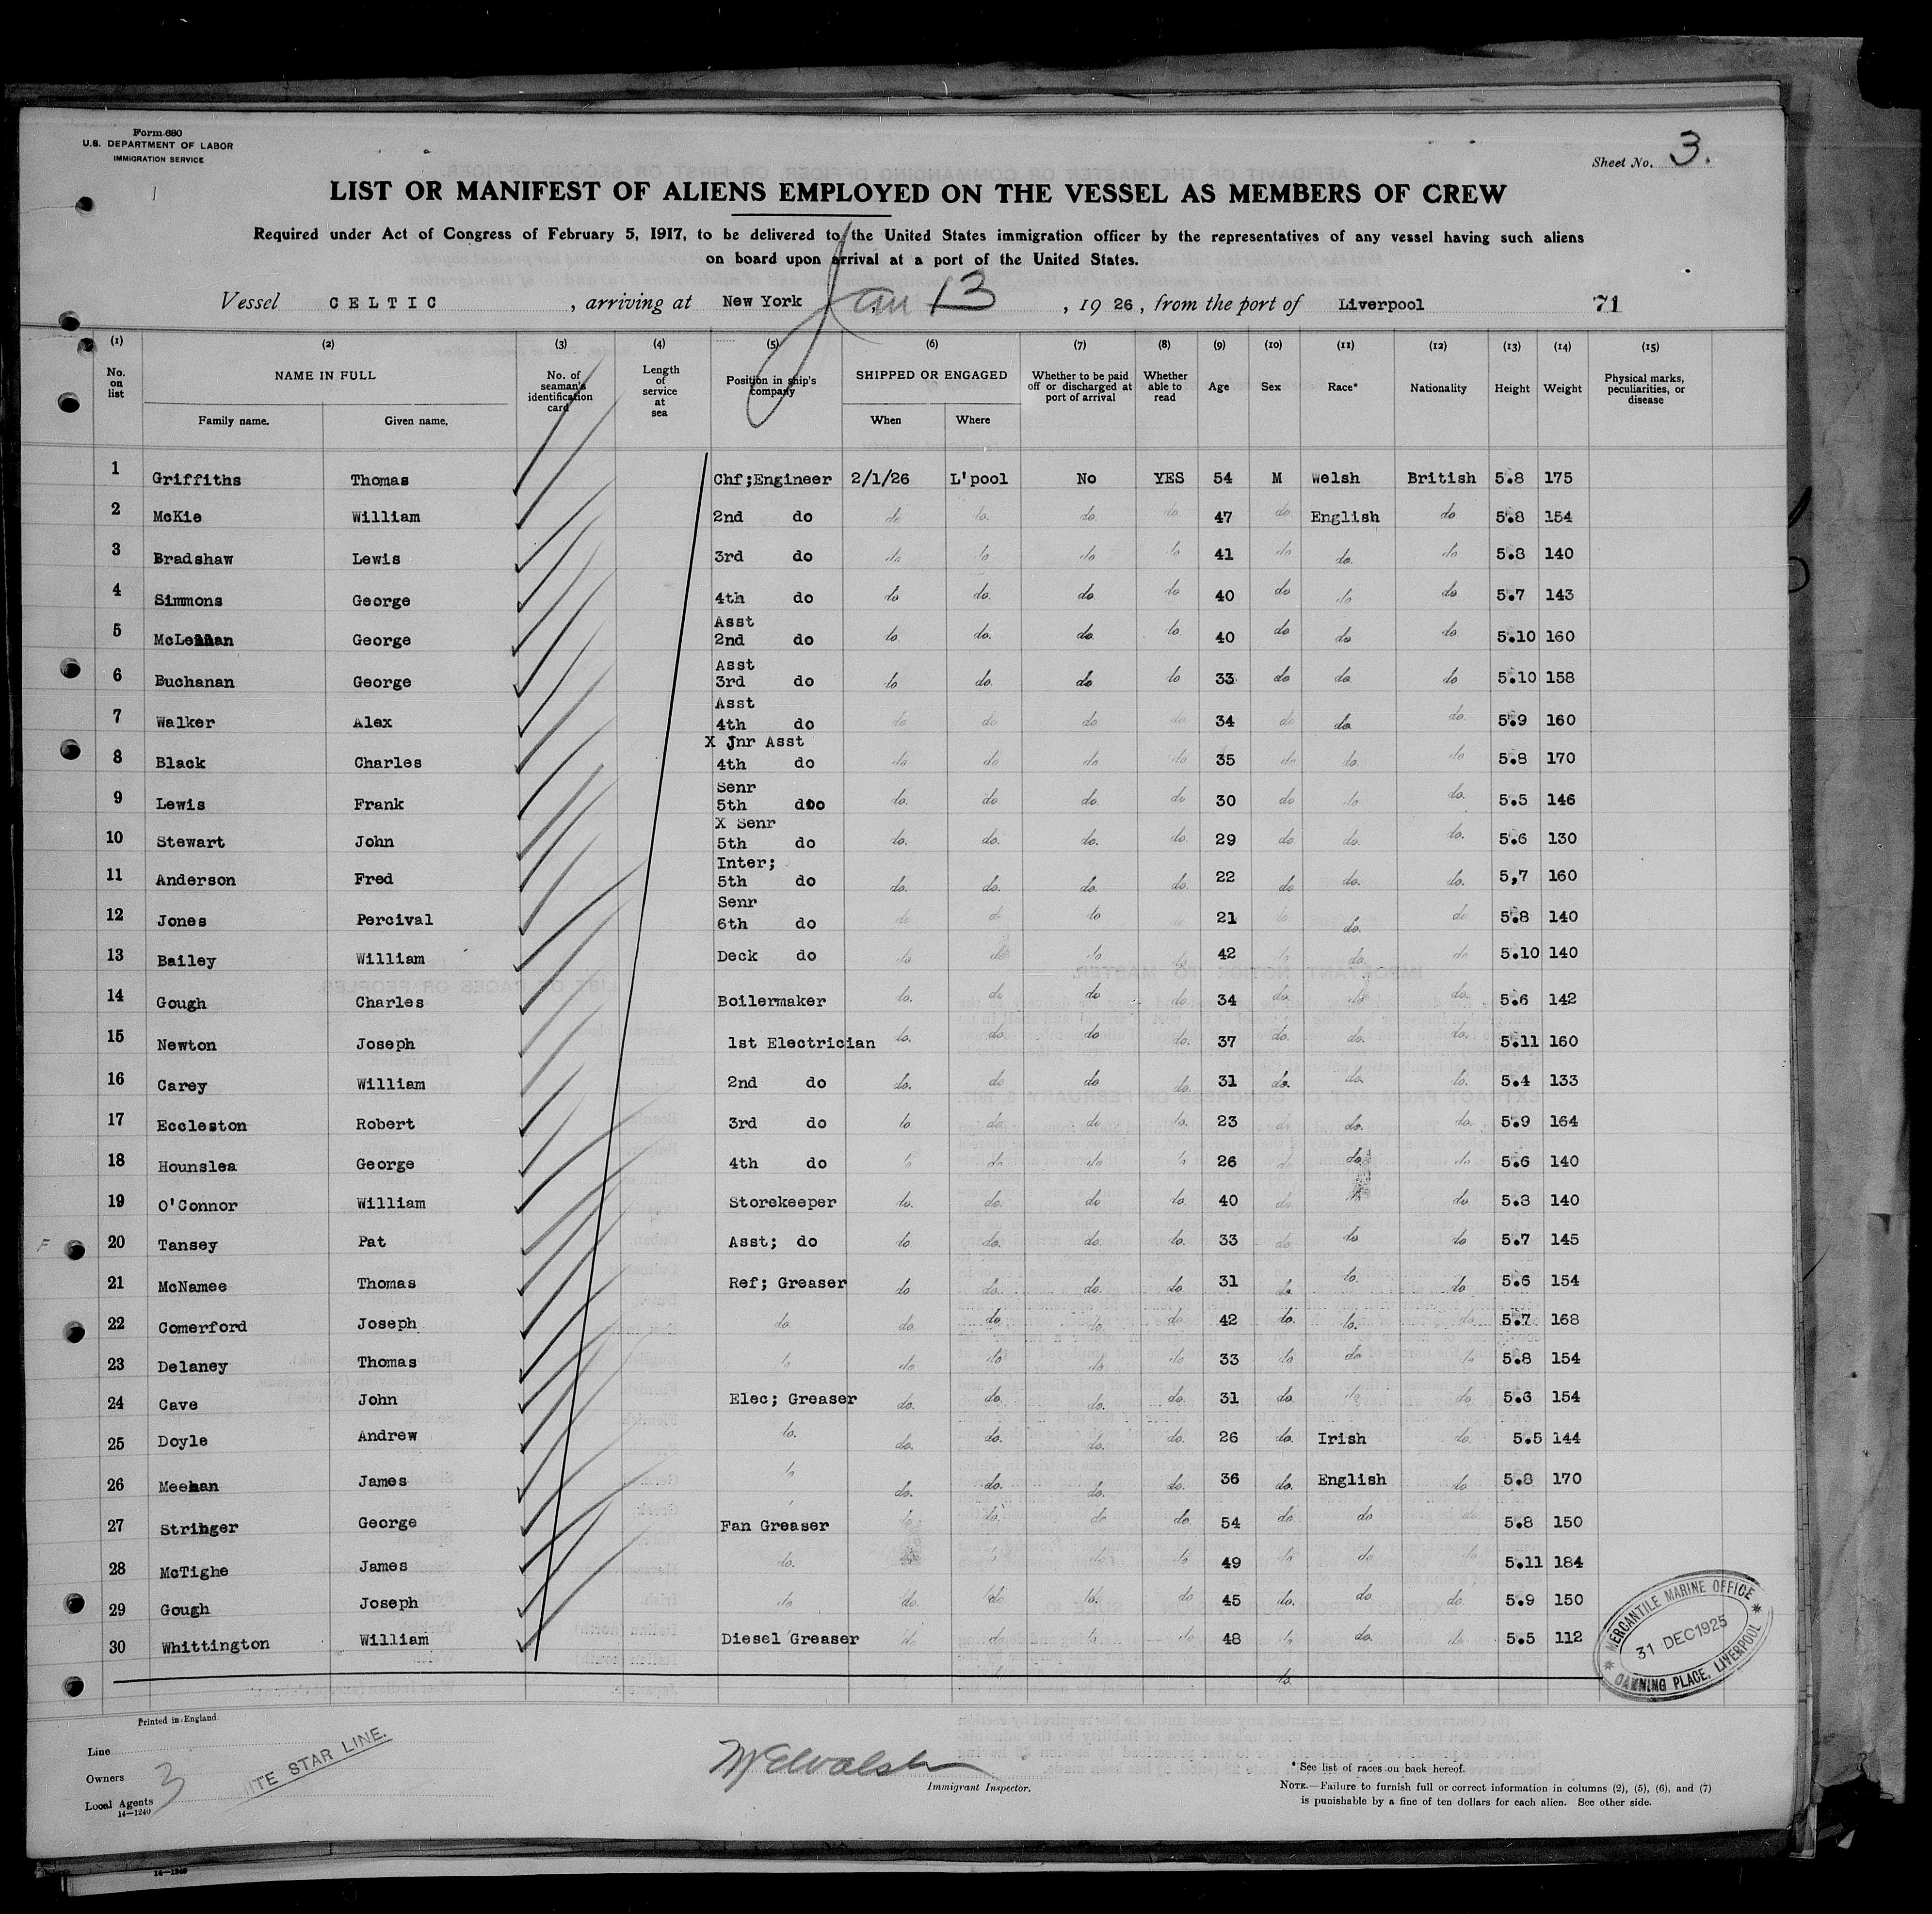 Form 680
U.S. DEPARTMENT OF LABOR
IMMIGRATION SERVICE
Sheet No. 3.
LIST OR MANIFEST OF ALIENS EMPLOYED ON THE VESSEL AS MEMBERS OF CREW
Required under Act of Congress of February 5, 1917, to be delivered to the United States immigration officer by the representatives of any vessel having such aliens
on board upon arrival at a port of the United States.
Vessel CELTIC, arriving at New York Jan 13, 1926, from the port of Liverpool 71
(1) (2) (3) (4) (5) (6) (7) (8) (9) (10) (11) (12) (13) (14) (15)
No. on list NAME IN FULL Family name. Given name. No. of seaman's identification card Length of service at sea Position in ship's company SHIPPED OR ENGAGED When Where Whether to be paid off or discharged at port of arrival Whether able to read Age Sex Race* Nationality Height Weight Physical marks, peculiarities, or disease
1 Griffiths Thomas Chf;Engineer 2/1/26 L'pool No YES 54 M Welsh British 5.8 175
2 McKie William 2nd do do do. do. do 47 do. English do 5.8 154
3 Bradshaw Lewis 3rd do do do do do 41 do do. do 5.8 140
4 Simmons George 4th do do do. do. do 40 do do do 5.7 143
5 McLellan George Asst 2nd do do. do. do. do 40 do do do 5.10 160
6 Buchanan George Asst 3rd do do do. do do 33 do do. do 5.10 158
7 Walker Alex Asst 4th do do do do do 34 do do. do. 5.9 160
8 Black Charles X Jnr Asst 4th do do do do do 35 do do. do 5.8 170
9 Lewis Frank Senr 5th do do. do do. do 30 do do do. 5.5 146
10 Stewart John X Senr 5th do do. do. do. do. 29 do do. do. 5.6 130
11 Anderson Fred Inter; 5th do do. do. do. do. 22 do do. do. 5,7 160
12 Jones Percival Senr 6th do do do do do 21 do do. do 5.8 140
13 Bailey William Deck do do do do do 42 do do. do 5.10 140
14 Gough Charles Boilermaker do. do do do 34 do. do do. 5.6 142
15 Newton Joseph 1st Electrician do. do. do do. 37 do. do. do. 5.11 160
16 Carey William 2nd do do. do do do. 31 do. do. do. 5.4 133
17 Eccleston Robert 3rd do do do. do do. 23 do do. do. 5.9 164
18 Hounslea George 4th do do do. do do 26 do do do 5.6 140
19 O'Connor William Storekeeper do. do. do do. 40 do. do do 5.8 140
20 Tansey Pat Asst; do do do. do. do. 33 do. do do 5.7 145
21 McNamee Thomas Ref; Greaser do do. do. do. 31 do. do. do 5.6 154
22 Comerford Joseph do. do. do. do. do. 42 do. do. do. 5.7 168
23 Delaney Thomas do do do do do 33 do do do 5.8 154
24 Cave John Elec; Greaser do. do. do. do. 31 do. do do. 5.6 154
25 Doyle Andrew do. do. do. do. do. 26 do. Irish do. 5.5 144
26 Meehan James do do. do. do. do. 36 do. English do 5.8 170
27 Stringer George Fan Greaser do. do. do do. 54 do. do do. 5.8 150
28 McTighe James do. do do do. do 49 do do do. 5.11 184
29 Gough Joseph do do. do. do. do 45 do. do. do. 5.9 150
30 Whittington William Diesel Greaser do do do. do 48 do do. do. 5.5 112
do.
MERCANTILE MARINE OFFICE
31 DEC 1925
CANNING PLACE, LIVERPOOL
Printed in England.
Line
Owners
Local Agents
14—1240
3
ITE STAR LINE.
Immigrant Inspector.
* See list of races on back hereof.
NOTE.—Failure to furnish full or correct information in columns (2), (5), (6), and (7)
is punishable by a fine of ten dollars for each alien. See other side.
14—1240